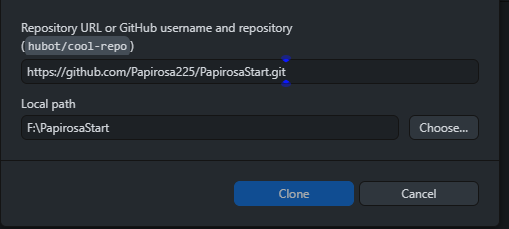 Repository URL or GitHub username and repository
(hubot/cool-repo)
https://github.com/Papirosa225/PapirosaStart.git
Local path
F:\PapirosaStart
Choose...
Clone
Cancel